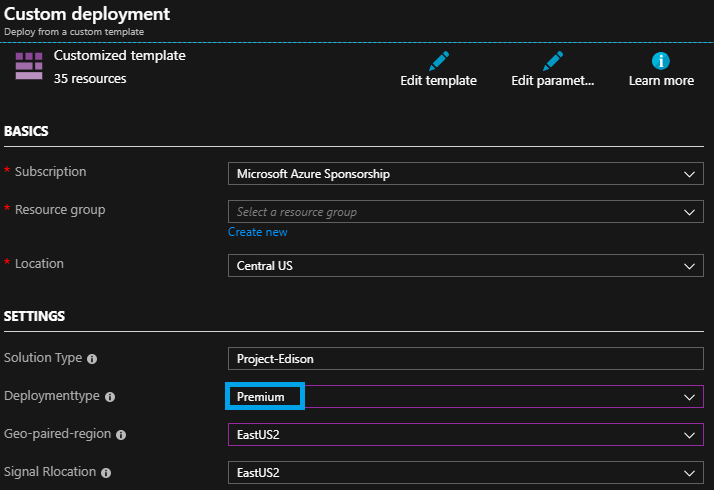 Custom deployment
Deploy from a custom template
Customized template
35 resources
Edit template
Edit paramet...
Learn more
BASICS
* Subscription
Microsoft Azure Sponsorship
* Resource group
Select a resource group
Create new
* Location
Central US
SETTINGS
Solution Type
Project-Edison
Deploymenttype
Premium
Geo-paired-region
EastUS2
Signal Rlocation
EastUS2